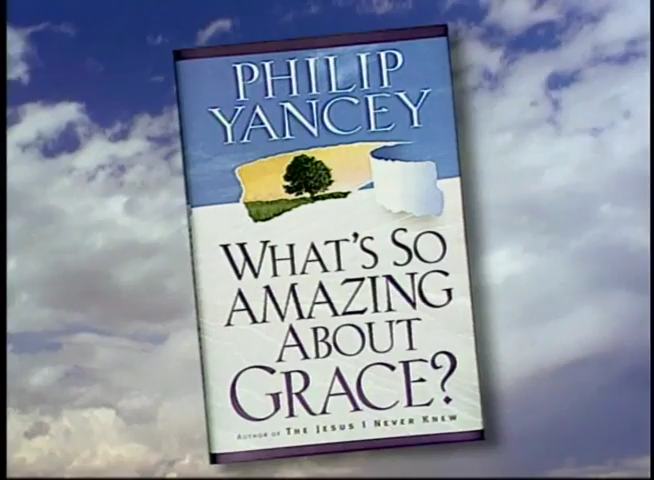 PHILIP
YANCEY
WHAT'S SO
AMAZING
ABOUT
GRACE?
AUTHOR OF THE JESUS I NEVER KNEW